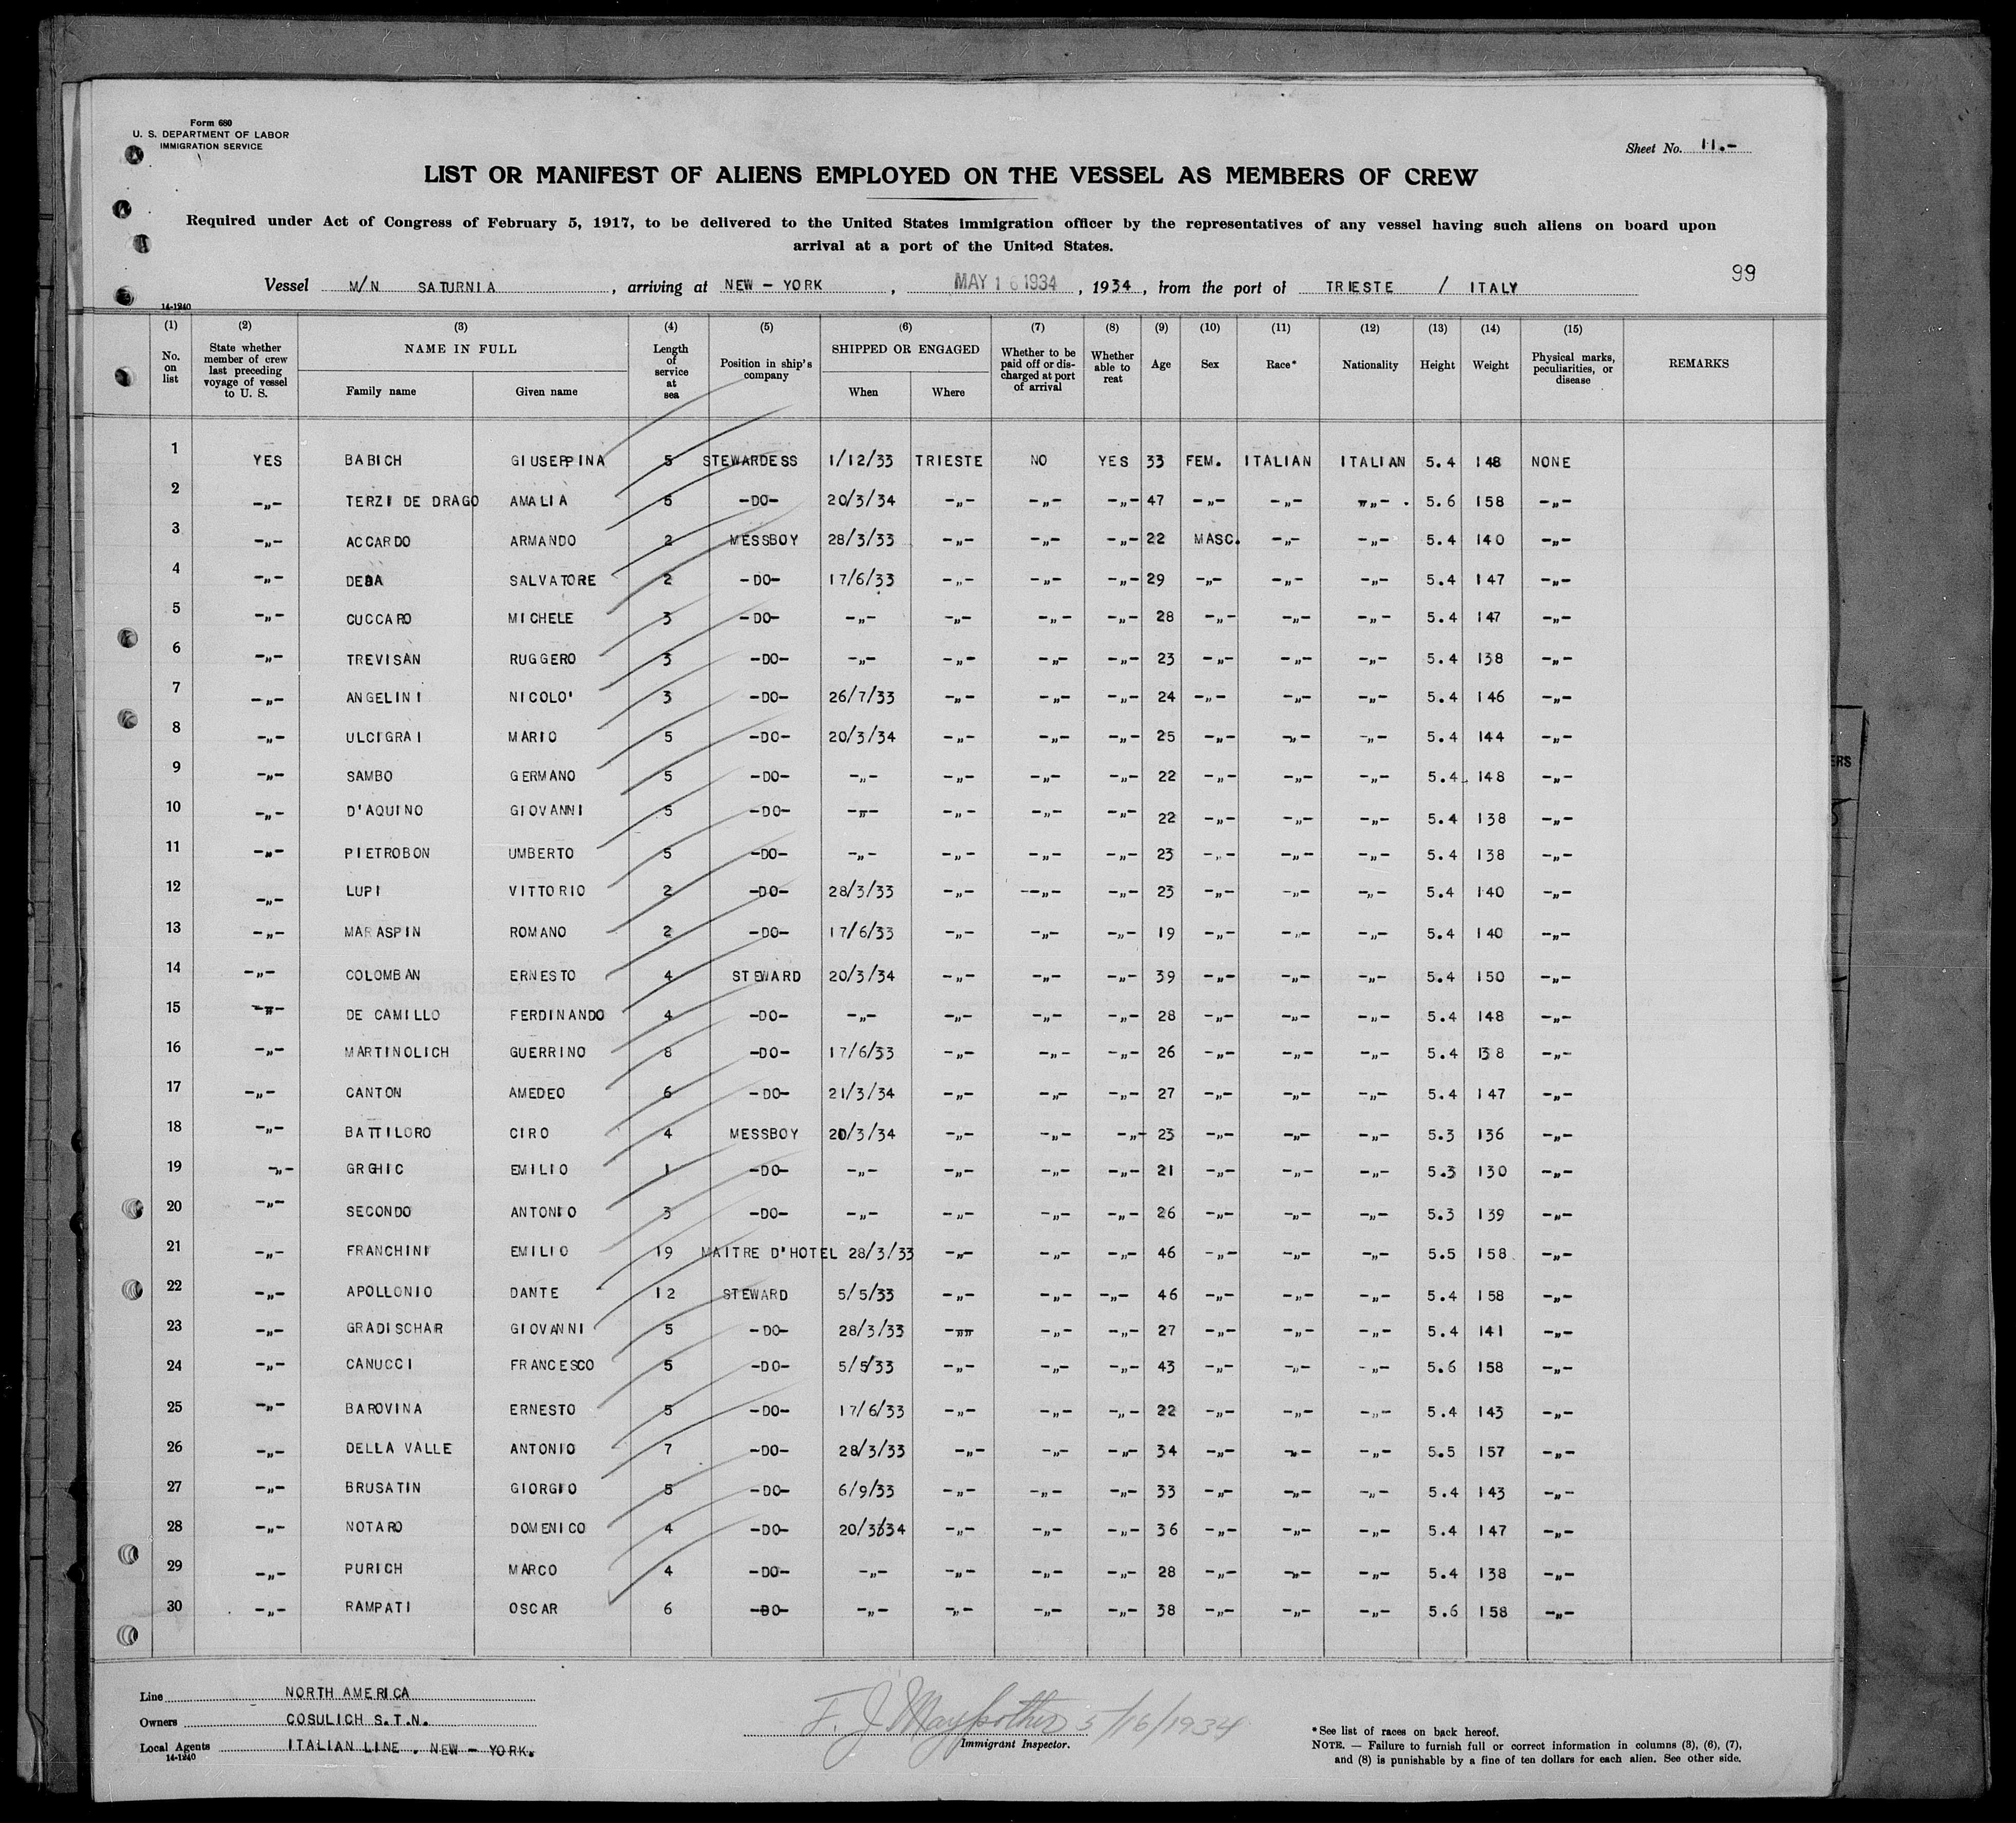 Form 680
U. S. DEPARTMENT OF LABOR
IMMIGRATION SERVICE
Sheet No. 11.-
LIST OR MANIFEST OF ALIENS EMPLOYED ON THE VESSEL AS MEMBERS OF CREW
Required under Act of Congress of February 5, 1917, to be delivered to the United States immigration officer by the representatives of any vessel having such aliens on board upon
arrival at a port of the United States.
99
Vessel M/N SATURNIA , arriving at NEW - YORK , MAY 16 1934 , 1934 , from the port of TRIESTE / ITALY
14-1240
(1) (2) (3) (4) (5) (6) (7) (8) (9) (10) (11) (12) (13) (14) (15)
No. on list State whether member of crew last preceding voyage of vessel to U. S. NAME IN FULL Family name Given name Length of service at sea Position in ship's company SHIPPED OR ENGAGED When Where Whether to be paid off or discharged at port of arrival Whether able to reat Age Sex Race* Nationality Height Weight Physical marks, peculiarities, or disease REMARKS
1 YES BABICH GIUSEPPINA 5 STEWARDESS 1/12/33 TRIESTE NO YES 33 FEM. ITALIAN ITALIAN 5.4 148 NONE
2 -„- TERZI DE DRAGO AMALIA 5 -DO- 20/3/34 -„- -„- -„- 47 -„- -„- -„- 5.6 158 -„-
3 -„- ACCARDO ARMANDO 2 MESSBOY 28/3/33 -„- -„- -„- 22 MASC. -„- -„- 5.4 140 -„-
4 -„- DEBA SALVATORE 2 -DO- 17/6/33 -„- -„- -„- 29 -„- -„- -„- 5.4 147 -„-
5 -„- CUCCARO MICHELE 3 -DO- -„- -„- -„- -„- 28 -„- -„- -„- 5.4 147 -„-
6 -„- TREVISAN RUGGERO 3 -DO- -„- -„- -„- -„- 23 -„- -„- -„- 5.4 138 -„-
7 -„- ANGELINI NICOLO' 3 -DO- 26/7/33 -„- -„- -„- 24 -„- -„- -„- 5.4 146 -„-
8 -„- ULCIGRAI MARIO 5 -DO- 20/3/34 -„- -„- -„- 25 -„- -„- -„- 5.4 144 -„-
9 -„- SAMBO GERMANO 5 -DO- -„- -„- -„- -„- 22 -„- -„- -„- 5.4 148 -„-
10 -„- D'AQUINO GIOVANNI 5 -DO- -„- -„- -„- -„- 22 -„- -„- -„- 5.4 138 -„-
11 -„- PIETROBON UMBERTO 5 -DO- -„- -„- -„- -„- 23 -„- -„- -„- 5.4 138 -„-
12 -„- LUPI VITTORIO 2 -DO- 28/3/33 -„- --„- -„- 23 -„- -„- -„- 5.4 140 -„-
13 -„- MARASPIN ROMANO 2 -DO- 17/6/33 -„- -„- -„- 19 -„- -„- -„- 5.4 140 -„-
14 -„- COLOMBAN ERNESTO 4 STEWARD 20/3/34 -„- -„- -„- 39 -„- -„- -„- 5.4 150 -„-
15 -„- DE CAMILLO FERDINANDO 4 -DO- -„- -„- -„- -„- 28 -„- -„- -„- 5.4 148 -„-
16 -„- MARTINOLICH GUERRINO 8 -DO- 17/6/33 -„- -„- -„- 26 -„- -„- -„- 5.4 138 -„-
17 -„- CANTON AMEDEO 6 -DO- 21/3/34 -„- -„- -„- 27 -„- -„- -„- 5.4 147 -„-
18 -„- BATTILORO CIRO 4 MESSBOY 20/3/34 -„- -„- -„- 23 -„- -„- -„- 5.3 136 -„-
19 -„- GRGHIC EMILIO 1 -DO- -„- -„- -„- -„- 21 -„- -„- -„- 5.3 130 -„-
20 -„- SECONDO ANTONIO 3 -DO- -„- -„- -„- -„- 26 -„- -„- -„- 5.3 139 -„-
21 -„- FRANCHINI EMILIO 19 MAITRE D'HOTEL 28/3/33 -„- -„- -„- 46 -„- -„- -„- 5.5 158 -„-
22 -„- APOLLONIO DANTE 12 STEWARD 5/5/33 -„- -„- -„- 46 -„- -„- -„- 5.4 158 -„-
23 -„- GRADISCHAR GIOVANNI 5 -DO- 28/3/33 -„„ -„- -„- 27 -„- -„- -„- 5.4 141 -„-
24 -„- CANUCCI FRANCESCO 5 -DO- 5/5/33 -„- -„- -„- 43 -„- -„- -„- 5.6 158 -„-
25 -„- BAROVINA ERNESTO 5 -DO- 17/6/33 -„- -„- -„- 22 -„- -„- -„- 5.4 143 -„-
26 -„- DELLA VALLE ANTONIO 7 -DO- 28/3/33 -„- -„- -„- 34 -„- -„- -„- 5.5 157 -„-
27 -„- BRUSATIN GIORGIO 5 -DO- 6/9/33 -„- -„- -„- 33 -„- -„- -„- 5.4 143 -„-
28 -„- NOTARO DOMENICO 4 -DO- 20/3/34 -„- -„- -„- 36 -„- -„- -„- 5.4 147 -„-
29 -„- PURICH MARCO 4 -DO- -„- -„- -„- -„- 28 -„- -„- -„- 5.4 138 -„-
30 -„- RAMPATI OSCAR 6 -DO- -„- -„- -„- -„- 38 -„- -„- -„- 5.6 158 -„-
Line NORTH AMERICA
Owners COSULICH S.T.N.
Local Agents ITALIAN LINE . NEW - YORK.
14-1240
F. J. 5/16/1934
Immigrant Inspector.
*See list of races on back hereof.
NOTE. — Failure to furnish full or correct information in columns (3), (6), (7),
and (8) is punishable by a fine of ten dollars for each alien. See other side.
ERS